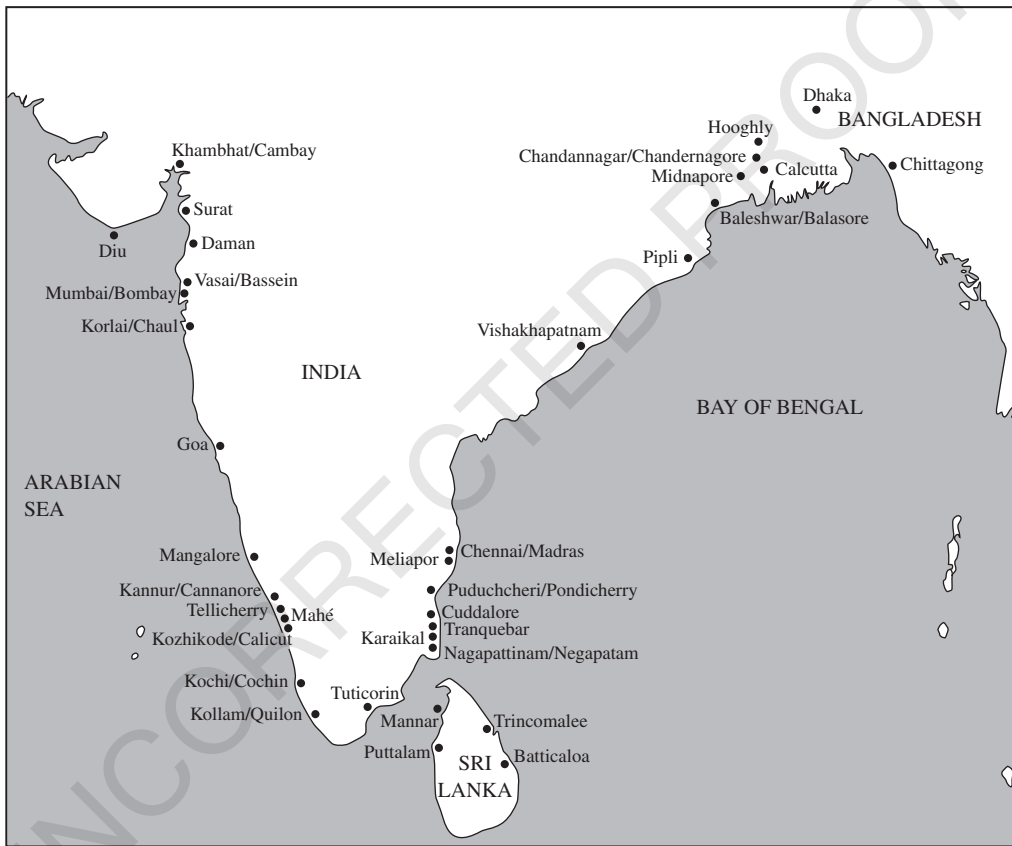 Dhaka
BANGLADESH
Hooghly
Khambhat/Cambay
Chandannagar/Chandernagore
Chittagong
Calcutta
Midnapore
Surat
Baleshwar/Balasore
Daman
Diu
Pipli
Vasai/Bassein
Mumbai/Bombay
Korlai/Chaul
Vishakhapatnam
INDIA
BAY OF BENGAL
Goa
ARABIAN
SEA
Mangalore
Chennai/Madras
Meliapor
Kannur/Cannanore
Puduchcheri/Pondicherry
Tellicherry
Mahé
Cuddalore
Tranquebar
Kozhikode/Calicut
Karaikal
Nagapattinam/Negapatam
Kochi/Cochin
Tuticorin
Kollam/Quilon
Mannar
Trincomalee
Puttalam
Batticaloa
SRI
LANKA
UNCORRECTED PROOF